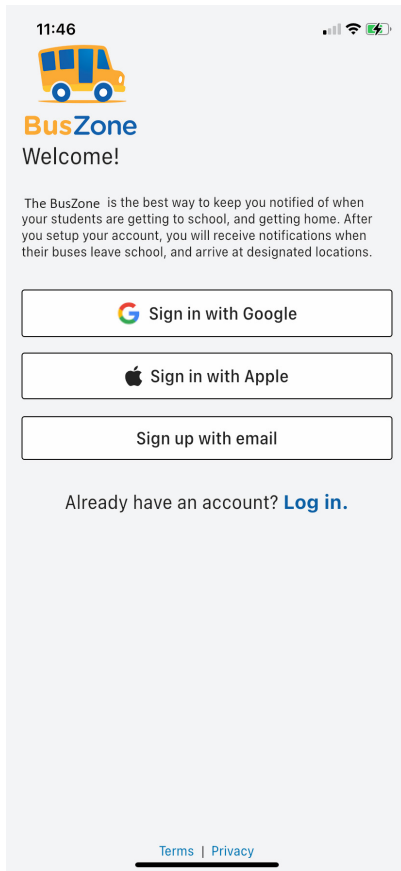 11:46
BusZone
Welcome!
The BusZone is the best way to keep you notified of when
your students are getting to school, and getting home. After
you setup your account, you will receive notifications when
their buses leave school, and arrive at designated locations.
Sign in with Google
Sign in with Apple
Sign up with email
Already have an account? Log in.
Terms | Privacy